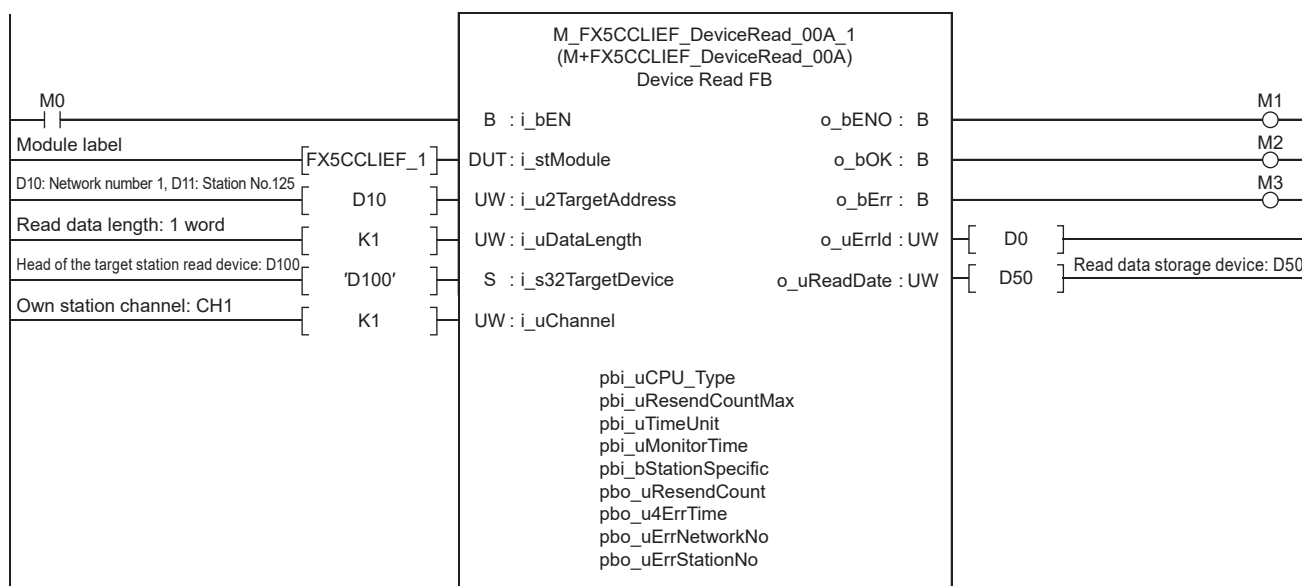 M_FX5CCLIEF_DeviceRead_00A_1
(M+FX5CCLIEF_DeviceRead_00A)
Device Read FB
M0
B : i_bEN
o_bENO : B
M1
Module label
FX5CCLIEF_1
DUT : i_stModule
o_bOK : B
M2
D10: Network number 1, D11: Station No.125
D10
UW : i_u2TargetAddress
o_bErr : B
M3
Read data length: 1 word
K1
UW : i_uDataLength
o_uErrId : UW
D0
Head of the target station read device: D100
'D100'
S : i_s32TargetDevice
o_uReadDate : UW
D50
Read data storage device: D50
Own station channel: CH1
K1
UW : i_uChannel
pbi_uCPU_Type
pbi_uResendCountMax
pbi_uTimeUnit
pbi_uMonitorTime
pbi_bStationSpecific
pbo_uResendCount
pbo_u4ErrTime
pbo_uErrNetworkNo
pbo_uErrStationNo